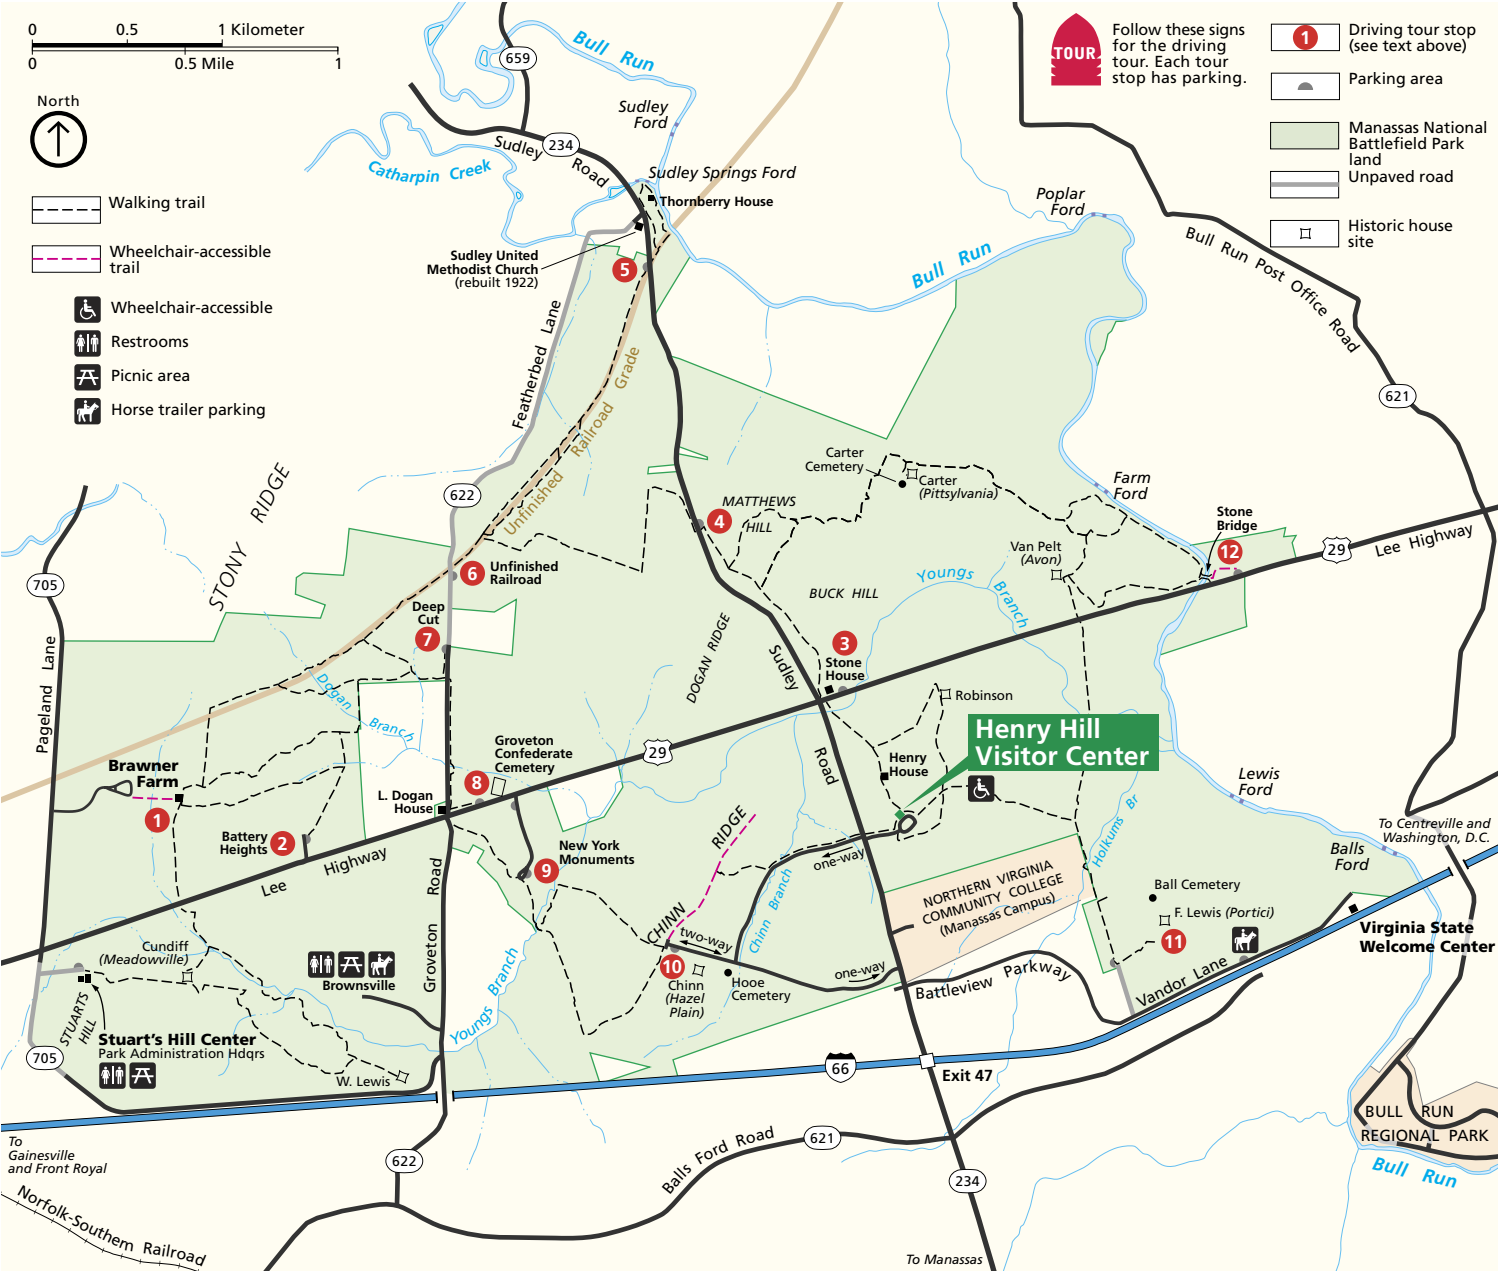 0 0.5 1 Kilometer
0 0.5 Mile 1
North
Walking trail
Wheelchair-accessible
trail
Wheelchair-accessible
Restrooms
Picnic area
Horse trailer parking
TOUR
Follow these signs
for the driving
tour. Each tour
stop has parking.
1
Driving tour stop
(see text above)
Parking area
Manassas National
Battlefield Park
land
Unpaved road
Historic house
site
659
Bull Run
Sudley
Ford
234
Sudley Road
Catharpin Creek
Sudley Springs Ford
Thornberry House
Sudley United
Methodist Church
(rebuilt 1922)
5
Poplar
Ford
Bull Run
Bull Run Post Office Road
621
Featherbed Lane
Unfinished Railroad Grade
622
STONY RIDGE
Carter
Cemetery
Carter
(Pittsylvania)
MATTHEWS
HILL
4
Farm
Ford
Stone
Bridge
12
29
Lee Highway
Van Pelt
(Avon)
Youngs Branch
BUCK HILL
705
6
Unfinished
Railroad
Deep
Cut
7
3
Stone
House
DOGAN RIDGE
Sudley Road
Pageland Lane
Dogan Branch
Robinson
Henry Hill
Visitor Center
Henry
House
Groveton
Confederate
Cemetery
8
29
Brawner
Farm
1
L. Dogan
House
Battery
Heights
2
Lee Highway
New York
Monuments
9
CHINN RIDGE
one-way
Chinn Branch
Holkums Br
Lewis
Ford
To Centreville and
Washington, D.C.
Balls
Ford
NORTHERN VIRGINIA
COMMUNITY COLLEGE
(Manassas Campus)
Ball Cemetery
F. Lewis (Portici)
11
Virginia State
Welcome Center
Groveton Road
two-way
10
Chinn
(Hazel
Plain)
Hooe
Cemetery
one-way
Battleview Parkway
Vandor Lane
Cundiff
(Meadowville)
Brownsville
Youngs Branch
STUARTS
HILL
Stuart's Hill Center
Park Administration Hdqrs
705
W. Lewis
66
Exit 47
BULL RUN
REGIONAL PARK
Bull Run
To
Gainesville
and Front Royal
622
Balls Ford Road
621
234
Norfolk-Southern Railroad
To Manassas